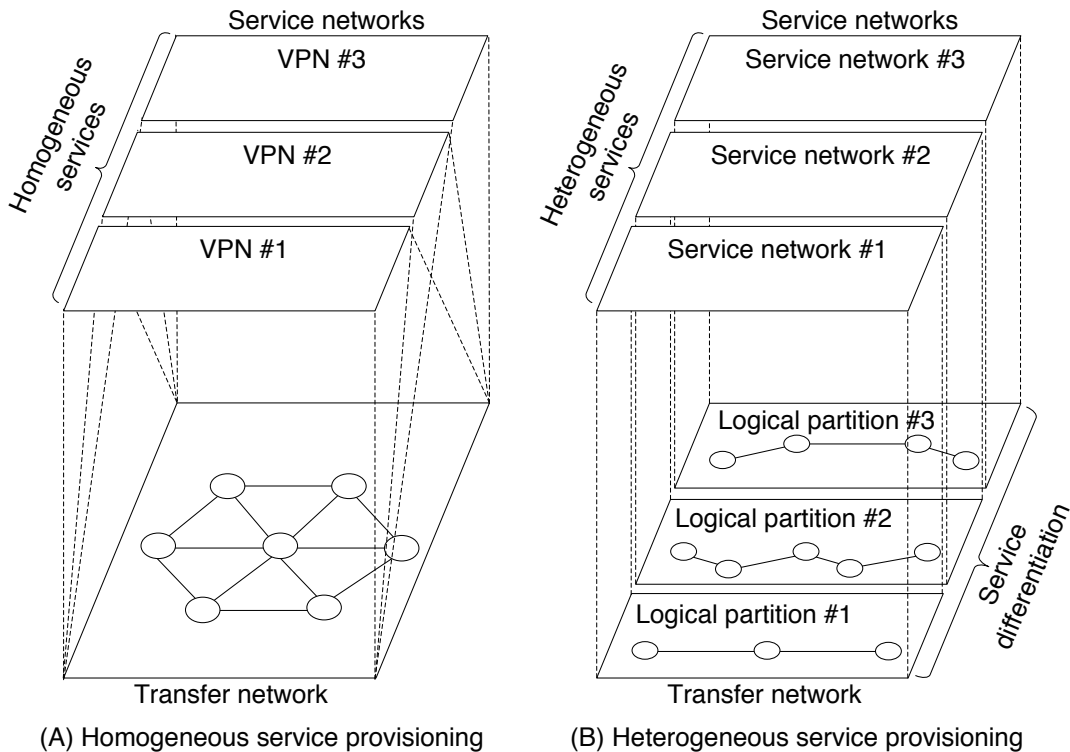 Service networks
VPN #3
VPN #2
VPN #1
Homogeneous
services
Transfer network
(A) Homogeneous service provisioning
Service networks
Service network #3
Service network #2
Service network #1
Heterogeneous
services
Logical partition #3
Logical partition #2
Logical partition #1
Service
differentiation
Transfer network
(B) Heterogeneous service provisioning